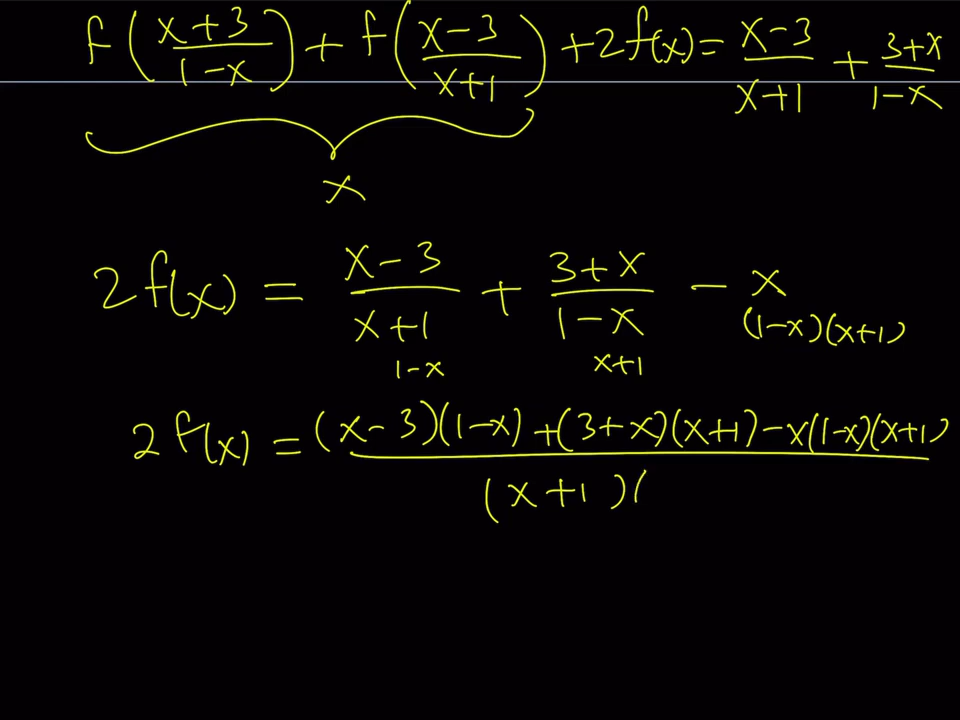 f((x+3)/(1-x)) + f((x-3)/(x+1)) + 2f(x) = (x-3)/(x+1) + (3+x)/(1-x)
x
2f(x) = (x-3)/(x+1) + (3+x)/(1-x) - x
1-x x+1 (1-x)(x+1)
2f(x) = (x-3)(1-x)+(3+x)(x+1)-x(1-x)(x+1)
(x+1)(